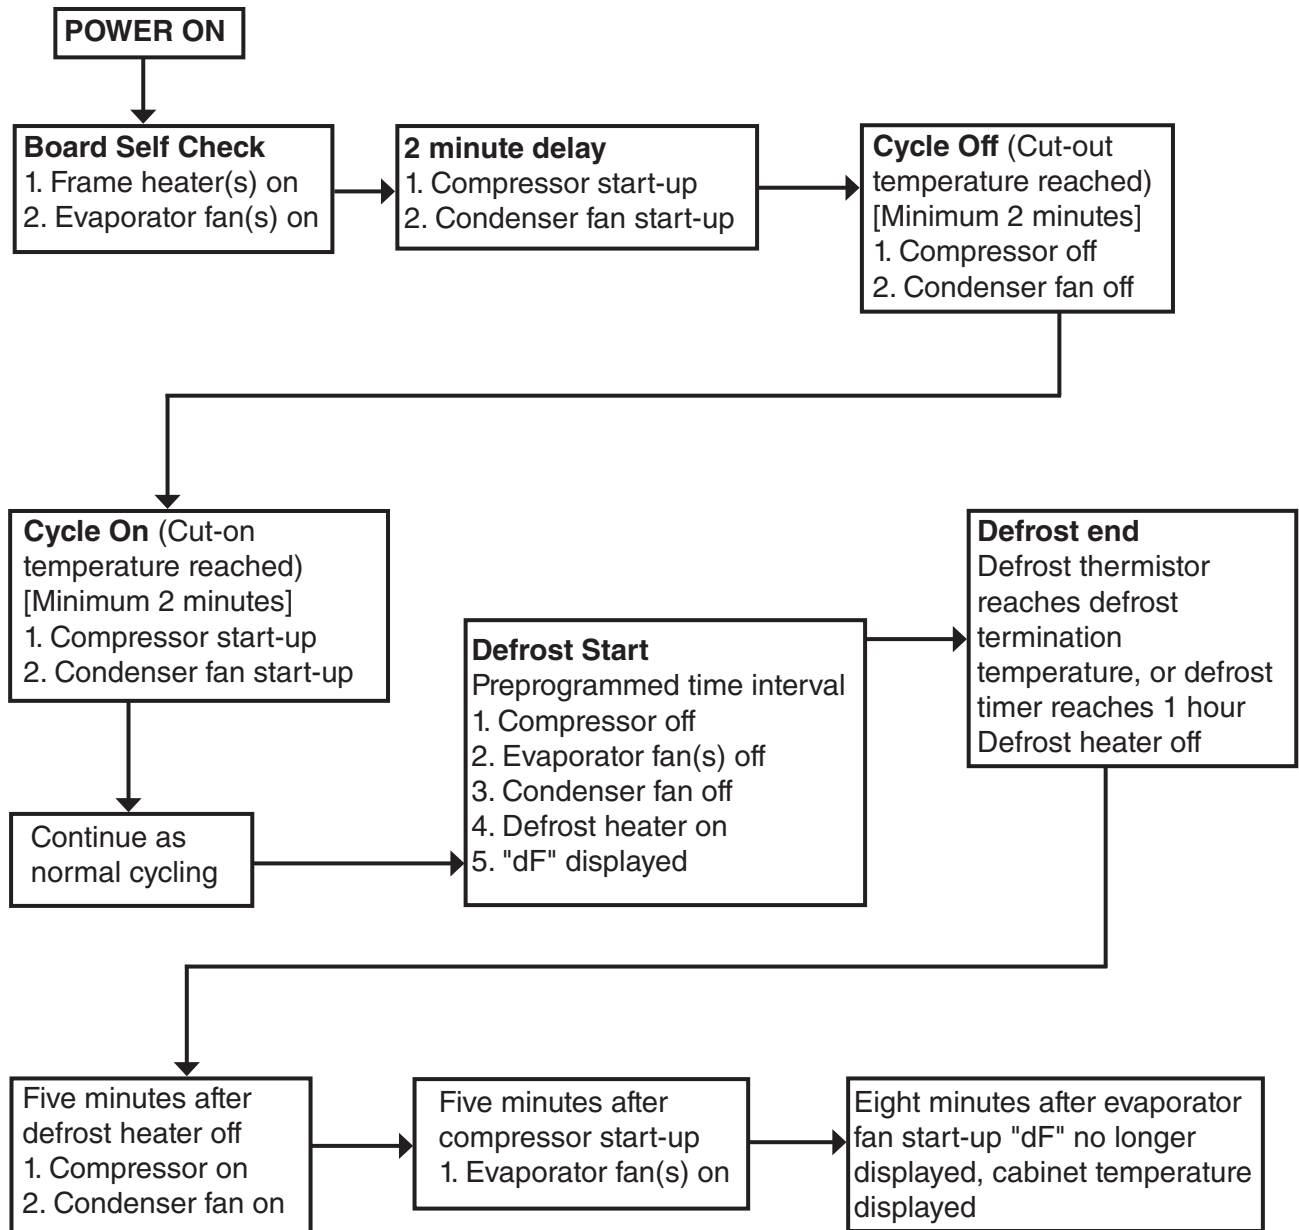 POWER ON
Board Self Check
1. Frame heater(s) on
2. Evaporator fan(s) on
2 minute delay
1. Compressor start-up
2. Condenser fan start-up
Cycle Off (Cut-out
temperature reached)
[Minimum 2 minutes]
1. Compressor off
2. Condenser fan off
Cycle On (Cut-on
temperature reached)
[Minimum 2 minutes]
1. Compressor start-up
2. Condenser fan start-up
Continue as
normal cycling
Defrost Start
Preprogrammed time interval
1. Compressor off
2. Evaporator fan(s) off
3. Condenser fan off
4. Defrost heater on
5. "dF" displayed
Defrost end
Defrost thermistor
reaches defrost
termination
temperature, or defrost
timer reaches 1 hour
Defrost heater off
Five minutes after
defrost heater off
1. Compressor on
2. Condenser fan on
Five minutes after
compressor start-up
1. Evaporator fan(s) on
Eight minutes after evaporator
fan start-up "dF" no longer
displayed, cabinet temperature
displayed